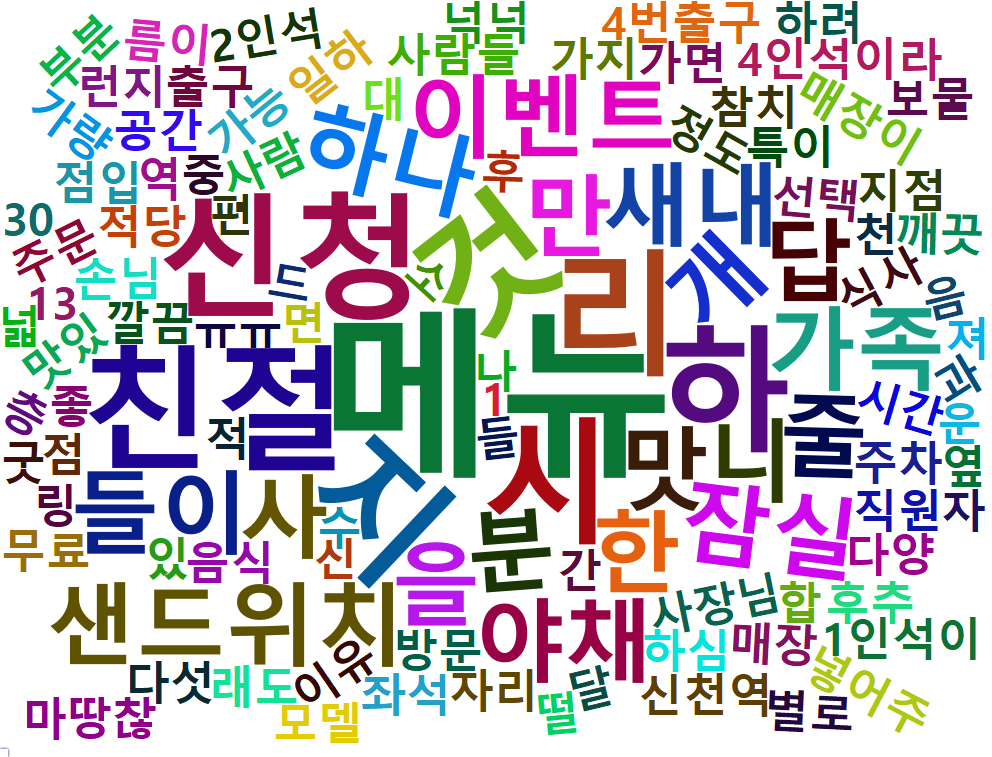 부분
름이
2인석
넉넉
4번출구
하려
런지
출구
일하
사람들
가지
가면
4인석이라
가량
공간
가능
대
이벤트
참치
매장이
보물
점입
역
중
사람
하나
후
정도
특이
30
주문
적당
편
신청
것
만
새내
선택
지점
손님
드
소
리
개
답
천
깨끗
13
넓
맛있
깔끔
ㅠㅠ
면
메뉴
하
가족
식사
음
져
층
좋
친절
나
1
시간
과
굿
점
적
들
시
맛
니
줄
주차
운
옆
링
들이
사
지
수
분
한
잠실
직원
자
무료
있
음식
신
을
간
다양
샌드위치
야채
사장님
합
후추
방문
하심
매장
1인석이
다섯
래도
이유
좌석
자리
떨
달
신천역
별로
넣어주
마땅찮
모델